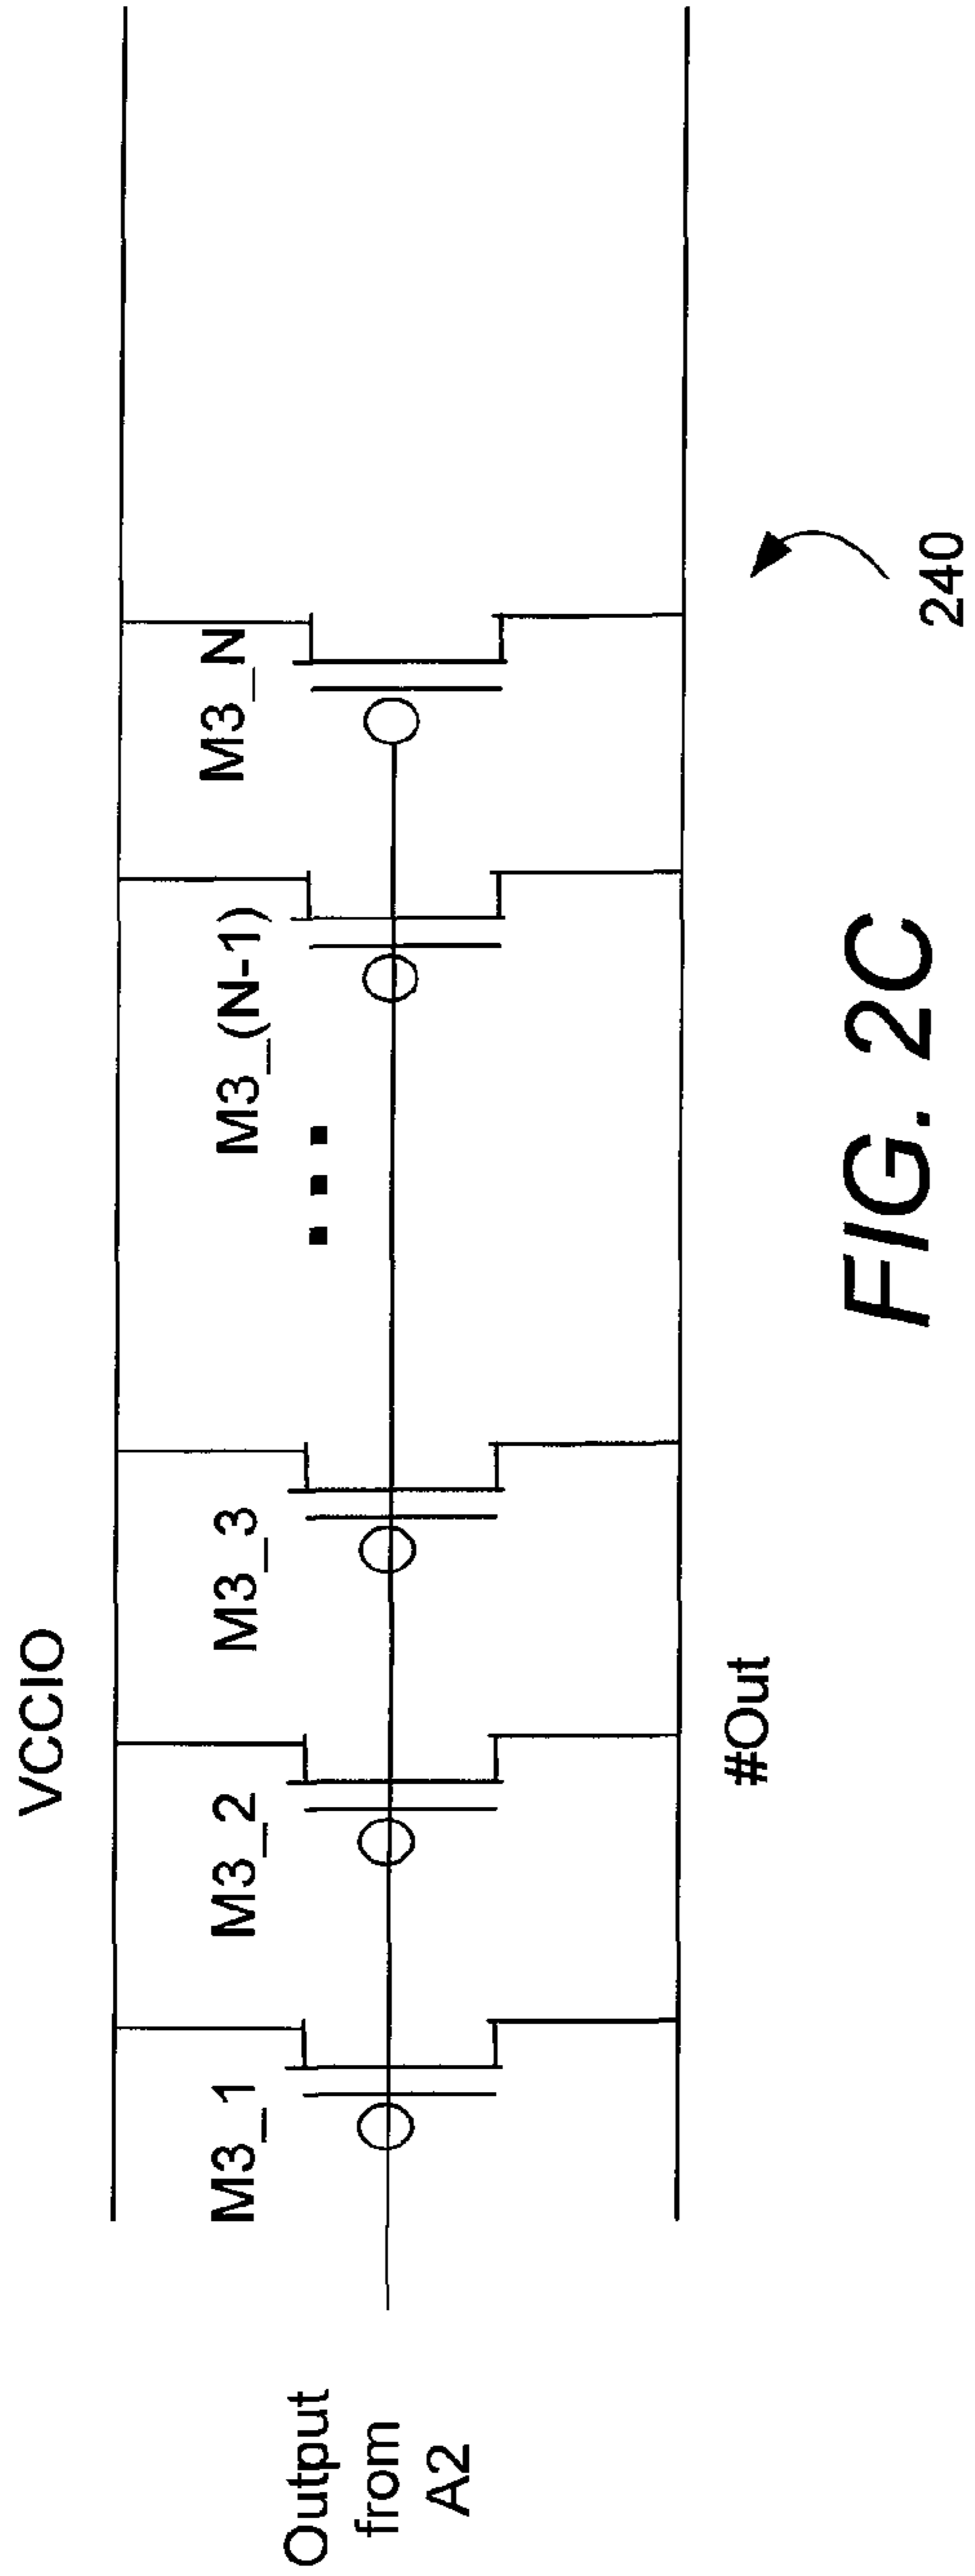 VCCIO
M3_1
M3_2
M3_3
M3_(N-1)
M3_N
Output
from
A2
#Out
240
FIG. 2C